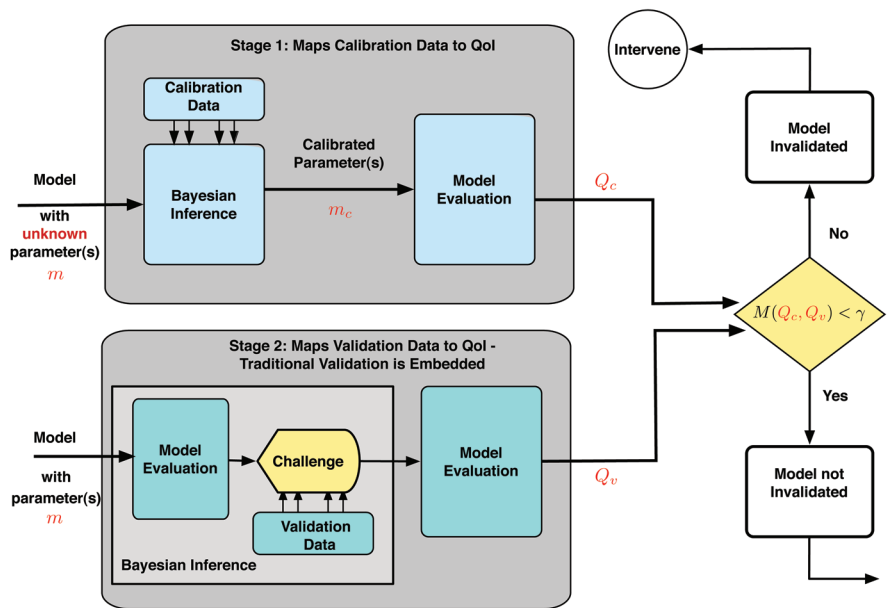 Stage 1: Maps Calibration Data to QoI
Calibration
Data
Bayesian
Inference
Calibrated
Parameter(s)
m_c
Model
Evaluation
Model
with
unknown
parameter(s)
m
Q_c
Intervene
Model
Invalidated
No
M(Q_c, Q_v) < γ
Yes
Model not
Invalidated
Stage 2: Maps Validation Data to QoI -
Traditional Validation is Embedded
Model
with
parameter(s)
m
Model
Evaluation
Challenge
Validation
Data
Bayesian Inference
Model
Evaluation
Q_v